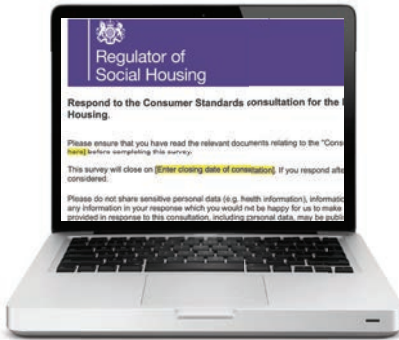 Regulator of
Social Housing
Respond to the Consumer Standards consultation for the
Housing.
Please ensure that you have read the relevant documents relating to the "Cons
here] before completing this survey.
This survey will close on [Enter closing date of consultation]. If you respond afte
considered.
Please do not share sensitive personal data (e.g. health information), informatio
any information in your response which you would not be happy for us to make
provided in response to this consultation, including personal data, may be publi